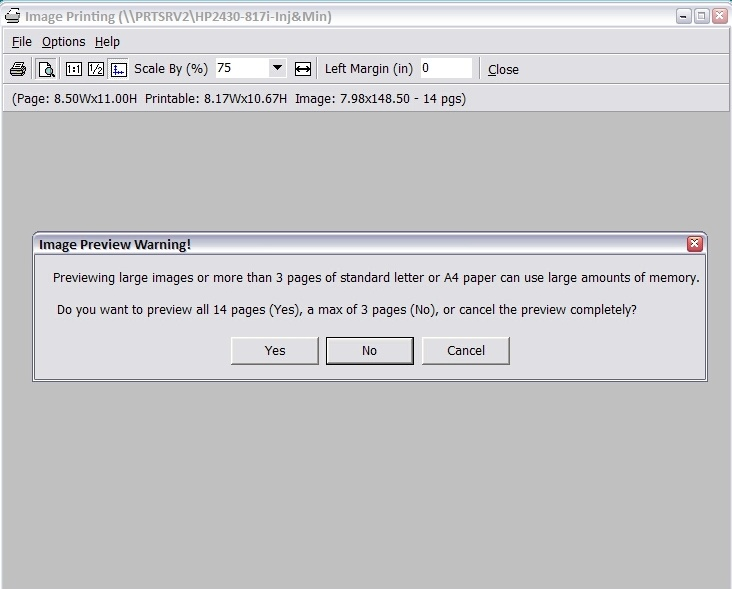 Image Printing (\\PRTSRV2\HP2430-817i-Inj&Min)
File Options Help
1:1 1/2 Scale By (%) 75 Left Margin (in) 0 Close
(Page: 8.50Wx11.00H Printable: 8.17Wx10.67H Image: 7.98x148.50 - 14 pgs)
Image Preview Warning!
Previewing large images or more than 3 pages of standard letter or A4 paper can use large amounts of memory.
Do you want to preview all 14 pages (Yes), a max of 3 pages (No), or cancel the preview completely?
Yes No Cancel